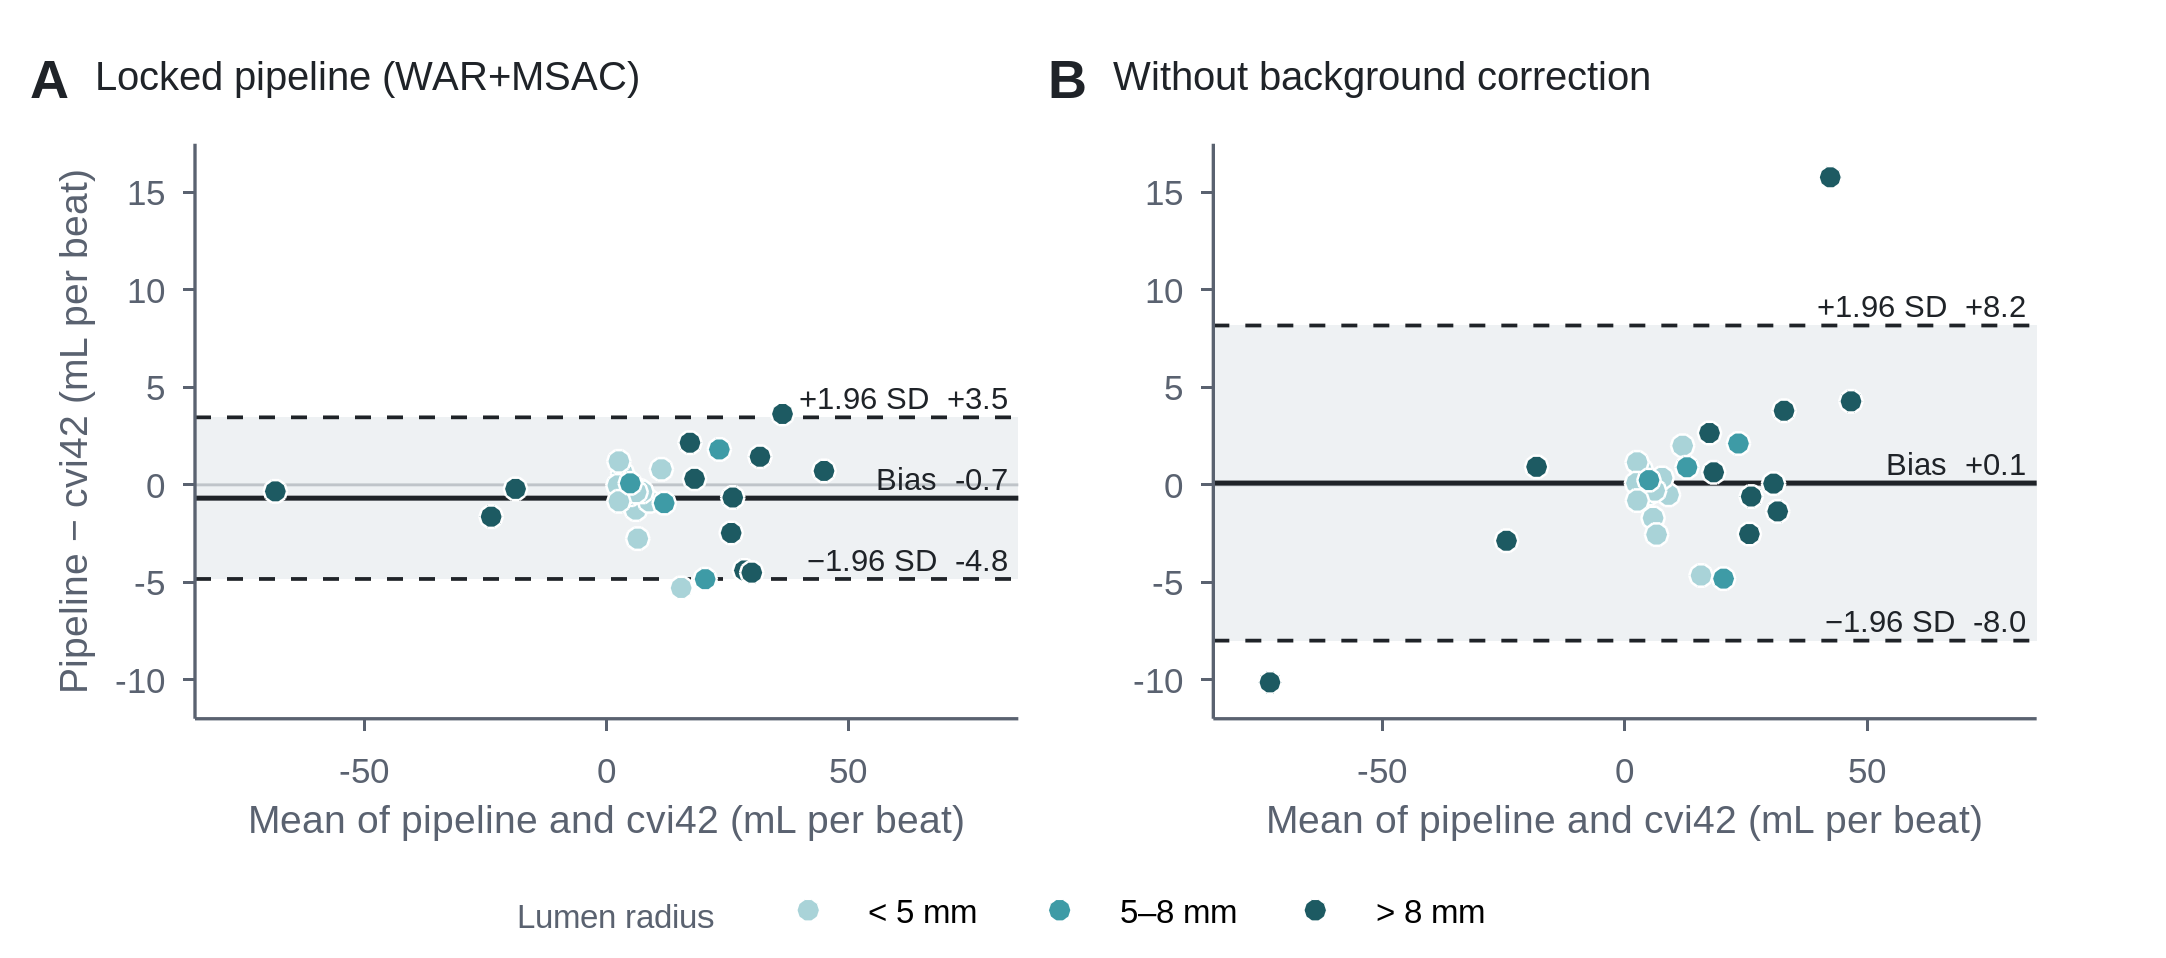 A Locked pipeline (WAR+MSAC)
Pipeline − cvi42 (mL per beat)
15
10
5
0
-5
-10
+1.96 SD +3.5
Bias -0.7
−1.96 SD -4.8
-50 0 50
Mean of pipeline and cvi42 (mL per beat)
B Without background correction
15
10
5
0
-5
-10
+1.96 SD +8.2
Bias +0.1
−1.96 SD -8.0
-50 0 50
Mean of pipeline and cvi42 (mL per beat)
Lumen radius < 5 mm 5–8 mm > 8 mm